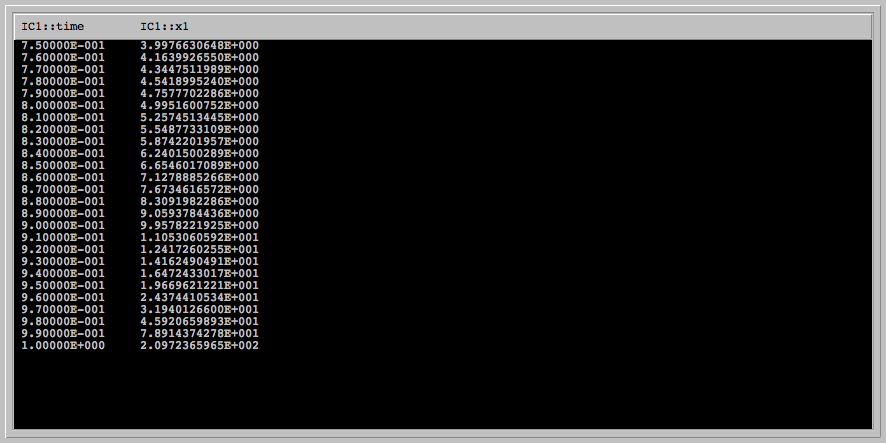 IC1::time IC1::x1
7.50000E-001 3.9976630648E+000
7.60000E-001 4.1639926550E+000
7.70000E-001 4.3447511989E+000
7.80000E-001 4.5418995240E+000
7.90000E-001 4.7577702286E+000
8.00000E-001 4.9951600752E+000
8.10000E-001 5.2574513445E+000
8.20000E-001 5.5487733109E+000
8.30000E-001 5.8742201957E+000
8.40000E-001 6.2401500289E+000
8.50000E-001 6.6546017089E+000
8.60000E-001 7.1278885266E+000
8.70000E-001 7.6734616572E+000
8.80000E-001 8.3091982286E+000
8.90000E-001 9.0593784436E+000
9.00000E-001 9.9578221925E+000
9.10000E-001 1.1053060592E+001
9.20000E-001 1.2417260255E+001
9.30000E-001 1.4162490491E+001
9.40000E-001 1.6472433017E+001
9.50000E-001 1.9669621221E+001
9.60000E-001 2.4374410534E+001
9.70000E-001 3.1940126600E+001
9.80000E-001 4.5920659893E+001
9.90000E-001 7.8914374278E+001
1.00000E+000 2.0972365965E+002